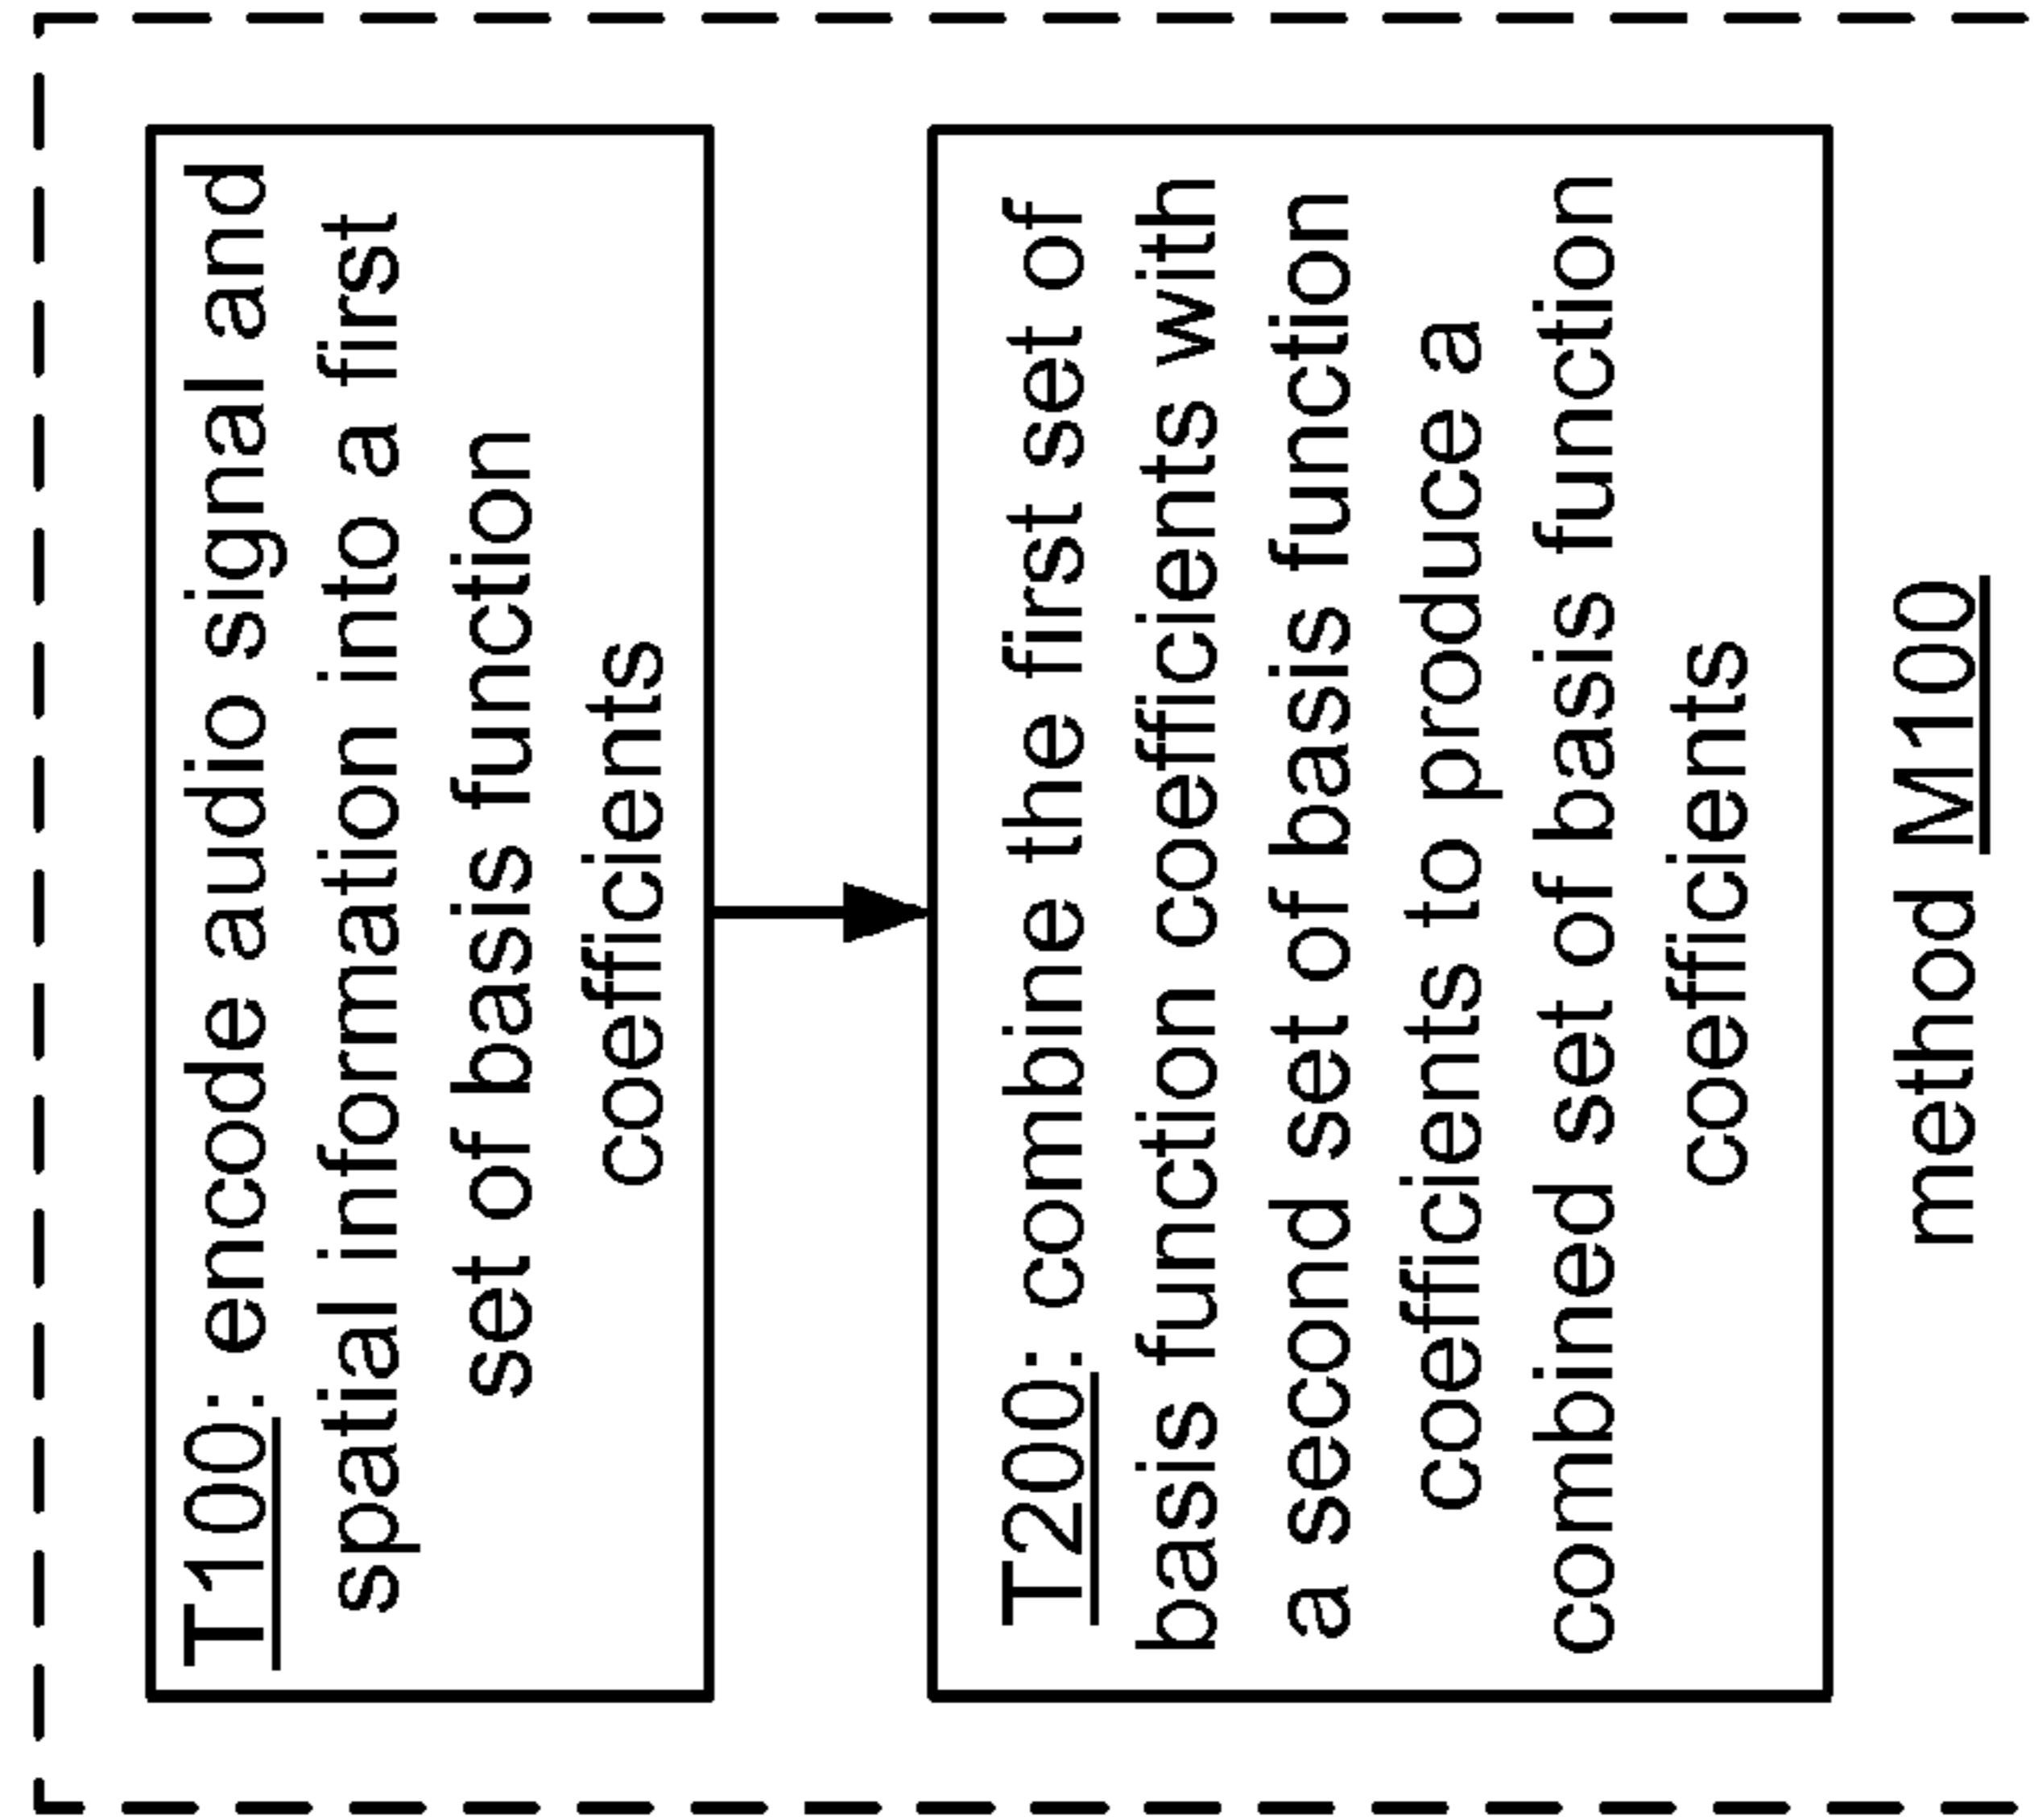 T100: encode audio signal and
spatial information into a first
set of basis function
coefficients
T200: combine the first set of
basis function coefficients with
a second set of basis function
coefficients to produce a
combined set of basis function
coefficients
method M100